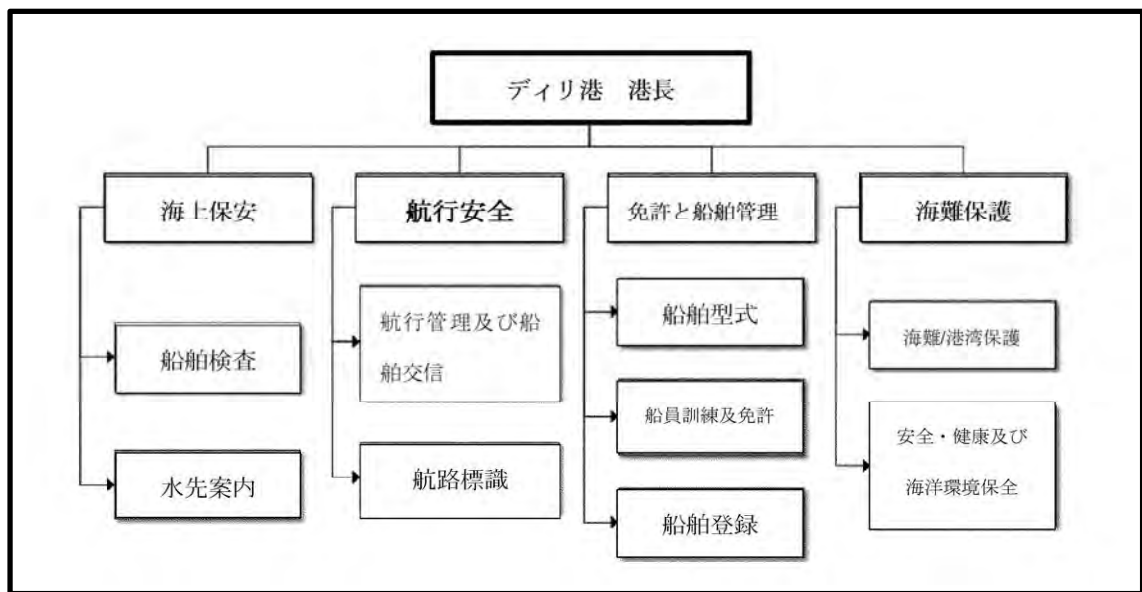 ディリ港　港長
海上保安
航行安全
免許と船舶管理
海難保護
船舶検査
水先案内
航行管理及び船
舶交信
航路標識
船舶型式
船員訓練及免許
船舶登録
海難/港湾保護
安全・健康及び
海洋環境保全